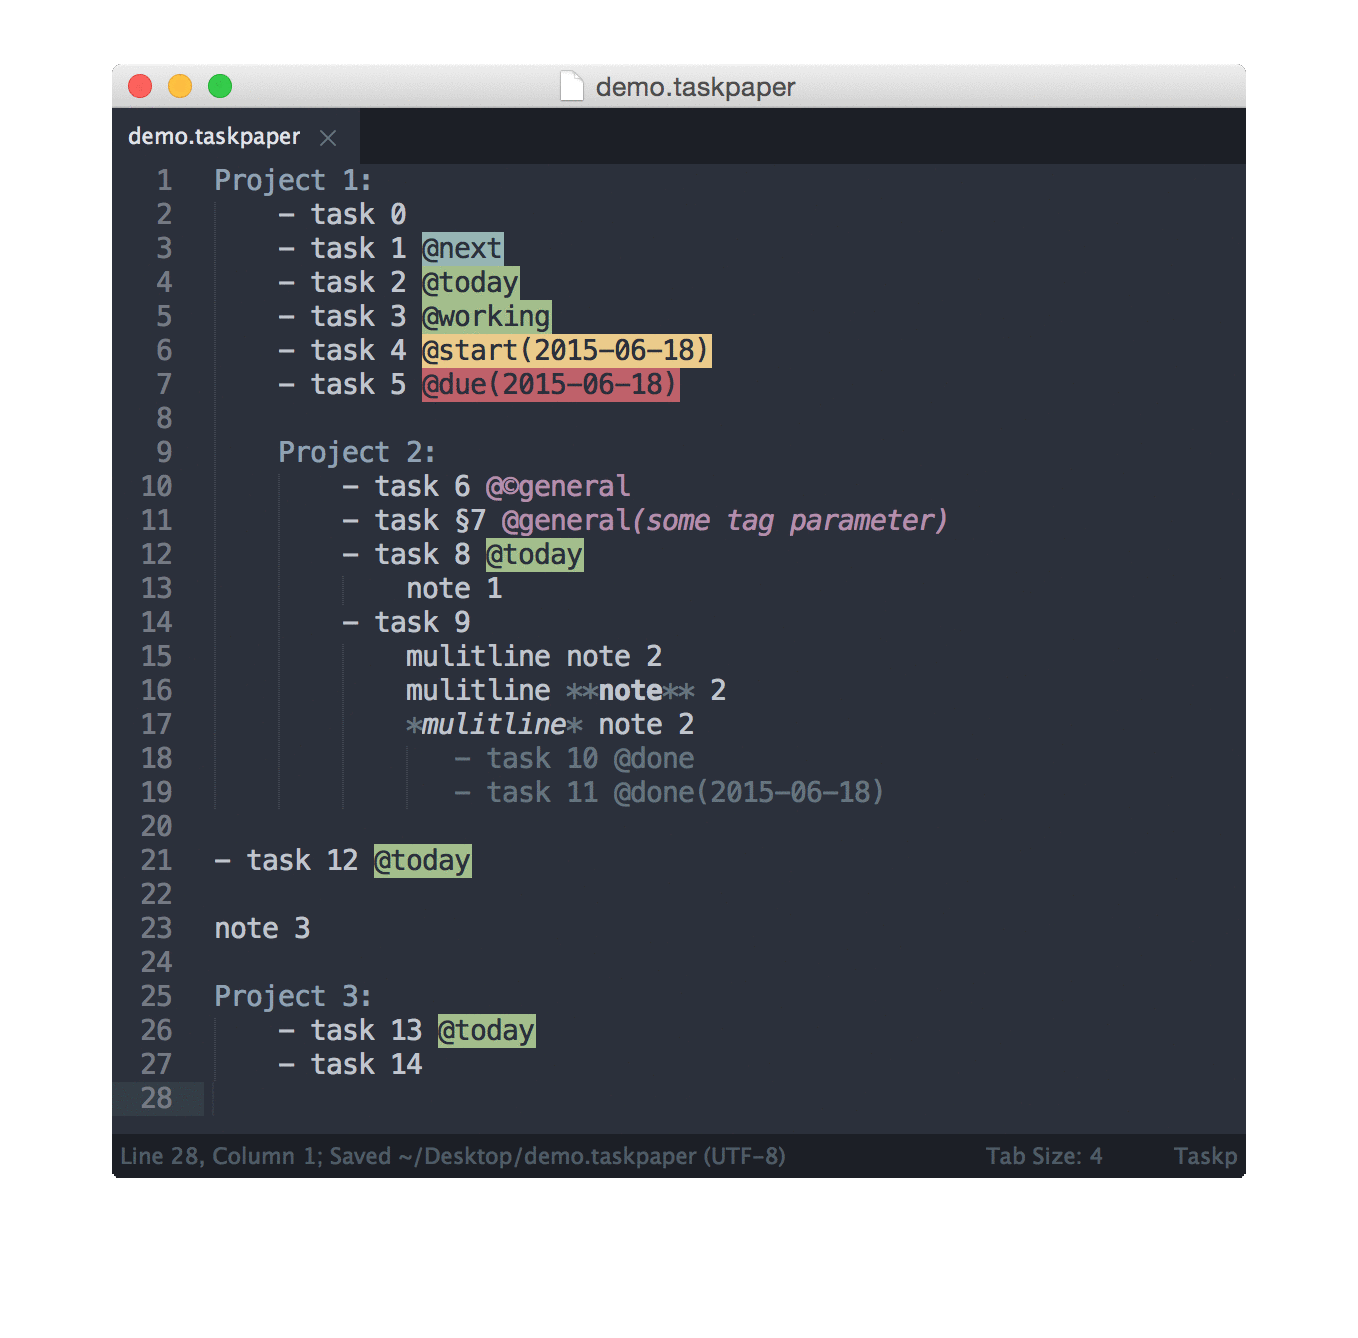 demo.taskpaper
demo.taskpaper ×
1 Project 1:
2 - task 0
3 - task 1 @next
4 - task 2 @today
5 - task 3 @working
6 - task 4 @start(2015-06-18)
7 - task 5 @due(2015-06-18)
8
9 Project 2:
10 - task 6 @©general
11 - task §7 @general(some tag parameter)
12 - task 8 @today
13 note 1
14 - task 9
15 mulitline note 2
16 mulitline **note** 2
17 *mulitline* note 2
18 - task 10 @done
19 - task 11 @done(2015-06-18)
20
21 - task 12 @today
22
23 note 3
24
25 Project 3:
26 - task 13 @today
27 - task 14
28
Line 28, Column 1; Saved ~/Desktop/demo.taskpaper (UTF-8) Tab Size: 4 Taskp